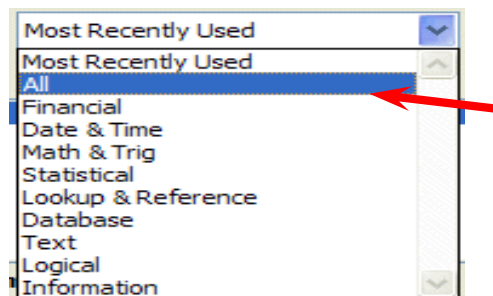 Most Recently Used
Most Recently Used
All
Financial
Date & Time
Math & Trig
Statistical
Lookup & Reference
Database
Text
Logical
Information